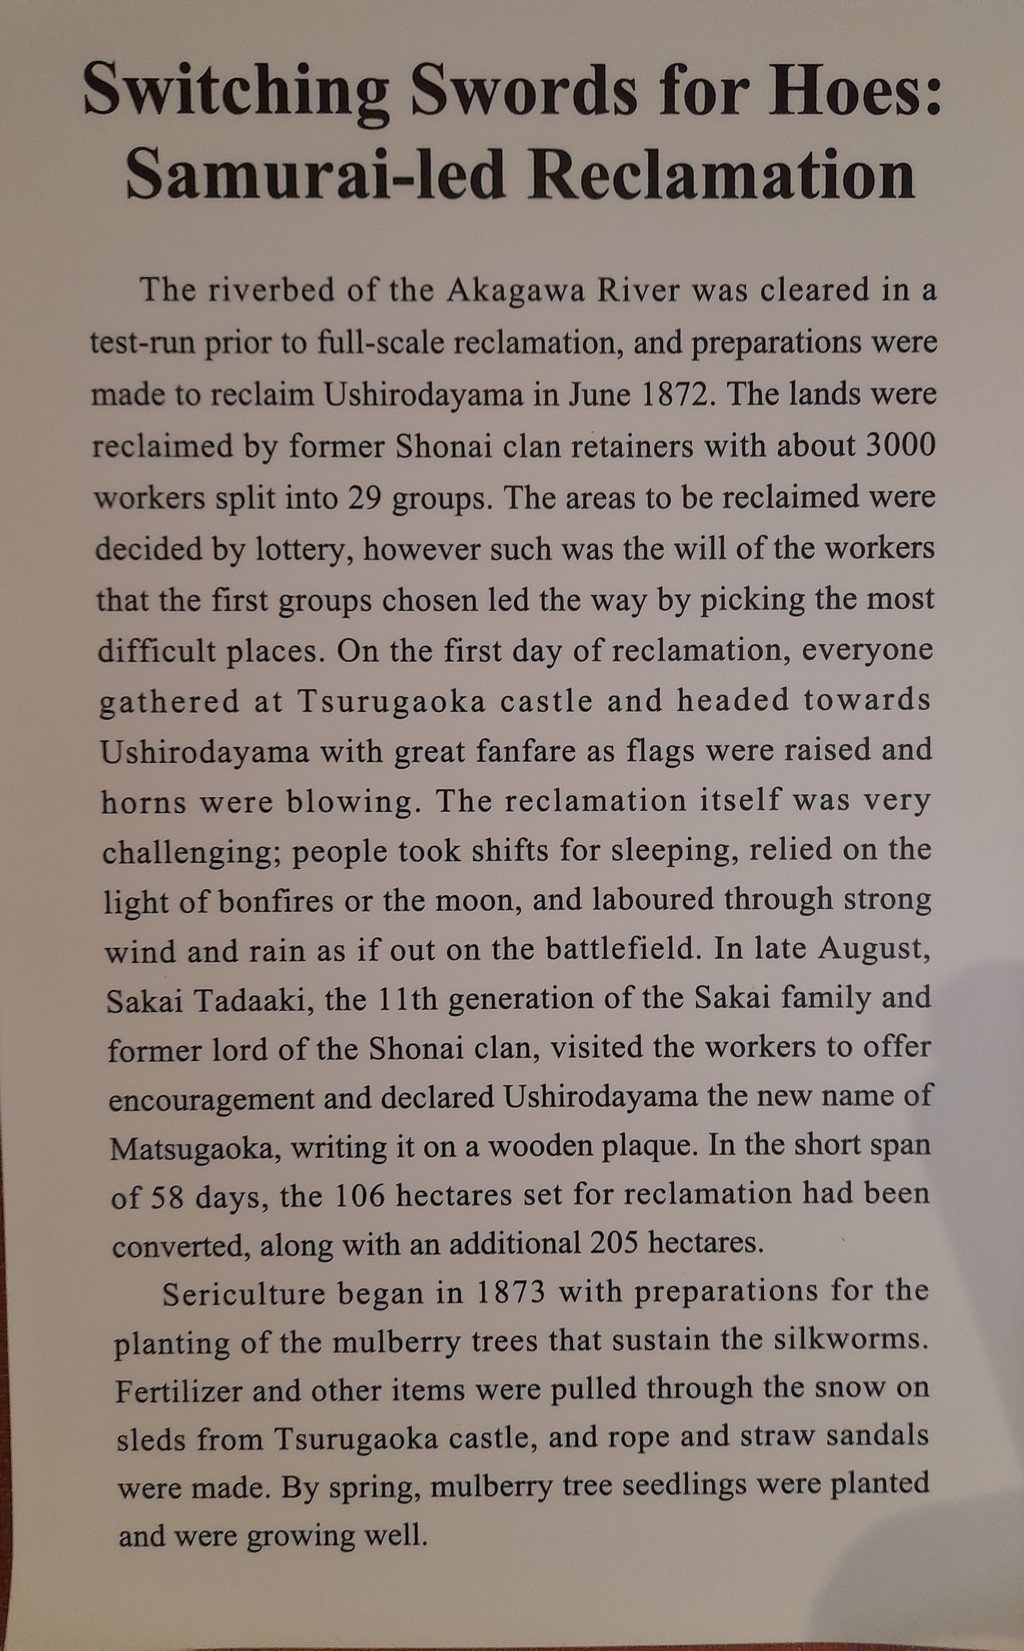 Switching Swords for Hoes:
Samurai-led Reclamation
The riverbed of the Akagawa River was cleared in a
test-run prior to full-scale reclamation, and preparations were
made to reclaim Ushirodayama in June 1872. The lands were
reclaimed by former Shonai clan retainers with about 3000
workers split into 29 groups. The areas to be reclaimed were
decided by lottery, however such was the will of the workers
that the first groups chosen led the way by picking the most
difficult places. On the first day of reclamation, everyone
gathered at Tsurugaoka castle and headed towards
Ushirodayama with great fanfare as flags were raised and
horns were blowing. The reclamation itself was very
challenging; people took shifts for sleeping, relied on the
light of bonfires or the moon, and laboured through strong
wind and rain as if out on the battlefield. In late August,
Sakai Tadaaki, the 11th generation of the Sakai family and
former lord of the Shonai clan, visited the workers to offer
encouragement and declared Ushirodayama the new name of
Matsugaoka, writing it on a wooden plaque. In the short span
of 58 days, the 106 hectares set for reclamation had been
converted, along with an additional 205 hectares.
Sericulture began in 1873 with preparations for the
planting of the mulberry trees that sustain the silkworms.
Fertilizer and other items were pulled through the snow on
sleds from Tsurugaoka castle, and rope and straw sandals
were made. By spring, mulberry tree seedlings were planted
and were growing well.